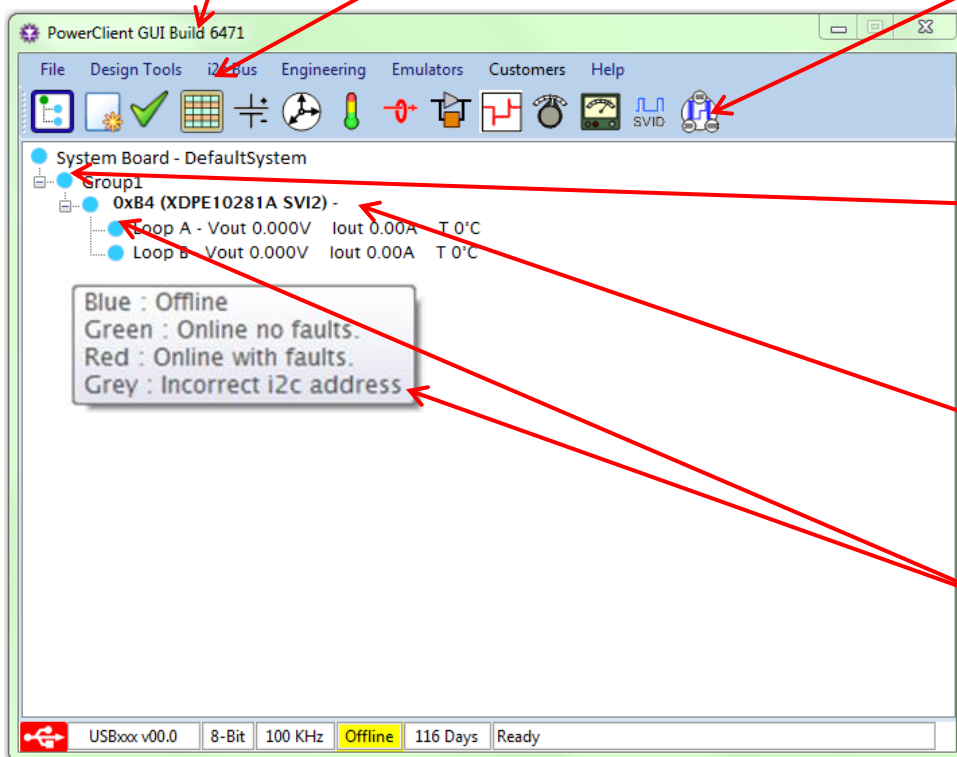 PowerClient GUI Build 6471
File Design Tools i2c Bus Engineering Emulators Customers Help
SVID
System Board - DefaultSystem
Group1
0xB4 (XDPE10281A SVI2) -
Loop A - Vout 0.000V Iout 0.00A T 0°C
Loop B - Vout 0.000V Iout 0.00A T 0°C
Blue : Offline
Green : Online no faults.
Red : Online with faults.
Grey : Incorrect i2c address
USBxxx v00.0 8-Bit 100 KHz Offline 116 Days Ready